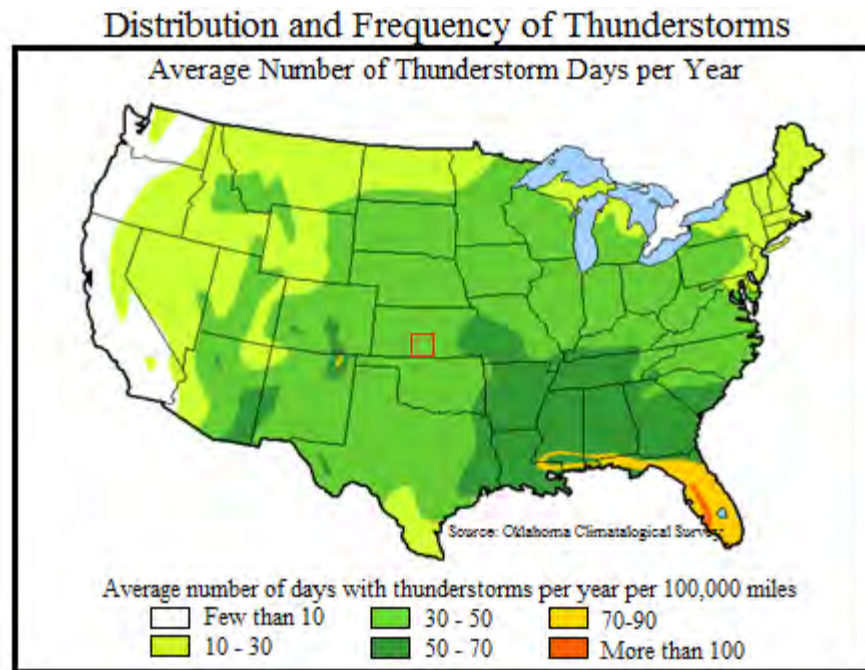 Distribution and Frequency of Thunderstorms
Average Number of Thunderstorm Days per Year
Source: Oklahoma Climatalogical Survey
Average number of days with thunderstorms per year per 100,000 miles
Few than 10
30 - 50
70-90
10 - 30
50 - 70
More than 100